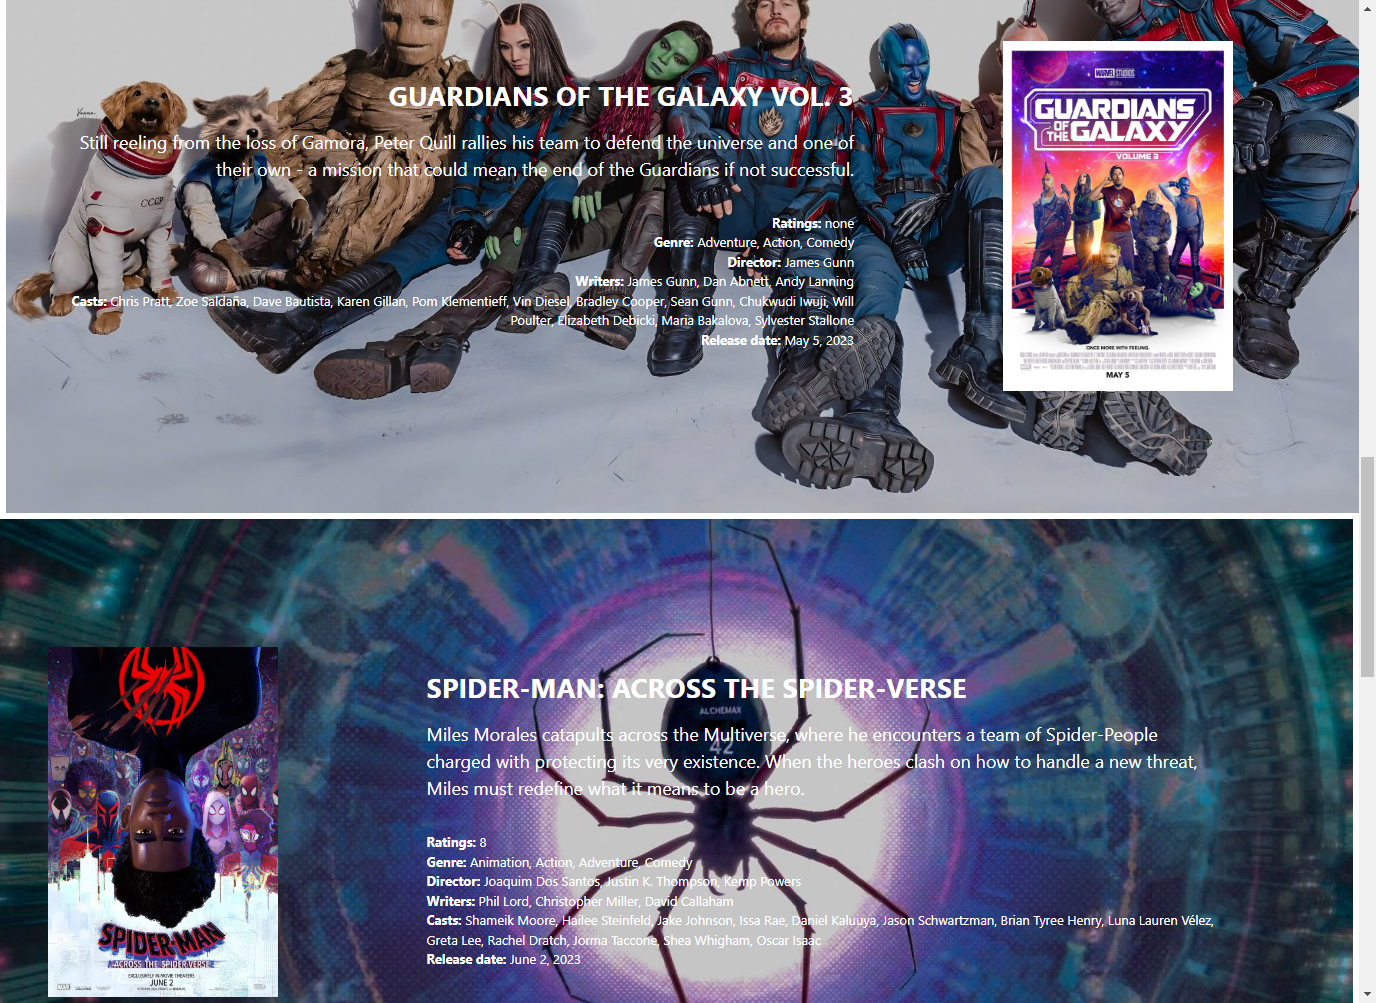 GUARDIANS OF THE GALAXY VOL. 3
Still reeling from the loss of Gamora, Peter Quill rallies his team to defend the universe and one of
their own - a mission that could mean the end of the Guardians if not successful.
CCCP
Ratings: none
Genre: Adventure, Action, Comedy
Director: James Gunn
Writers: James Gunn, Dan Abnett, Andy Lanning
Casts: Chris Pratt, Zoe Saldaña, Dave Bautista, Karen Gillan, Pom Klementieff, Vin Diesel, Bradley Cooper, Sean Gunn, Chukwudi Iwuji, Will
Poulter, Elizabeth Debicki, Maria Bakalova, Sylvester Stallone
Release date: May 5, 2023
MARVEL STUDIOS
GUARDIANS
OF THE GALAXY
VOLUME 3
ONCE MORE WITH FEELING.
MAY 5
SPIDER-MAN: ACROSS THE SPIDER-VERSE
ALCHEMAX
42
Miles Morales catapults across the Multiverse, where he encounters a team of Spider-People
charged with protecting its very existence. When the heroes clash on how to handle a new threat,
Miles must redefine what it means to be a hero.
Ratings: 8
Genre: Animation, Action, Adventure, Comedy
Director: Joaquim Dos Santos, Justin K. Thompson, Kemp Powers
Writers: Phil Lord, Christopher Miller, David Callaham
Casts: Shameik Moore, Hailee Steinfeld, Jake Johnson, Issa Rae, Daniel Kaluuya, Jason Schwartzman, Brian Tyree Henry, Luna Lauren Vélez,
Greta Lee, Rachel Dratch, Jorma Taccone, Shea Whigham, Oscar Isaac
Release date: June 2, 2023
SPIDER-MAN
ACROSS THE SPIDER-VERSE
EXCLUSIVELY IN MOVIE THEATERS
JUNE 2